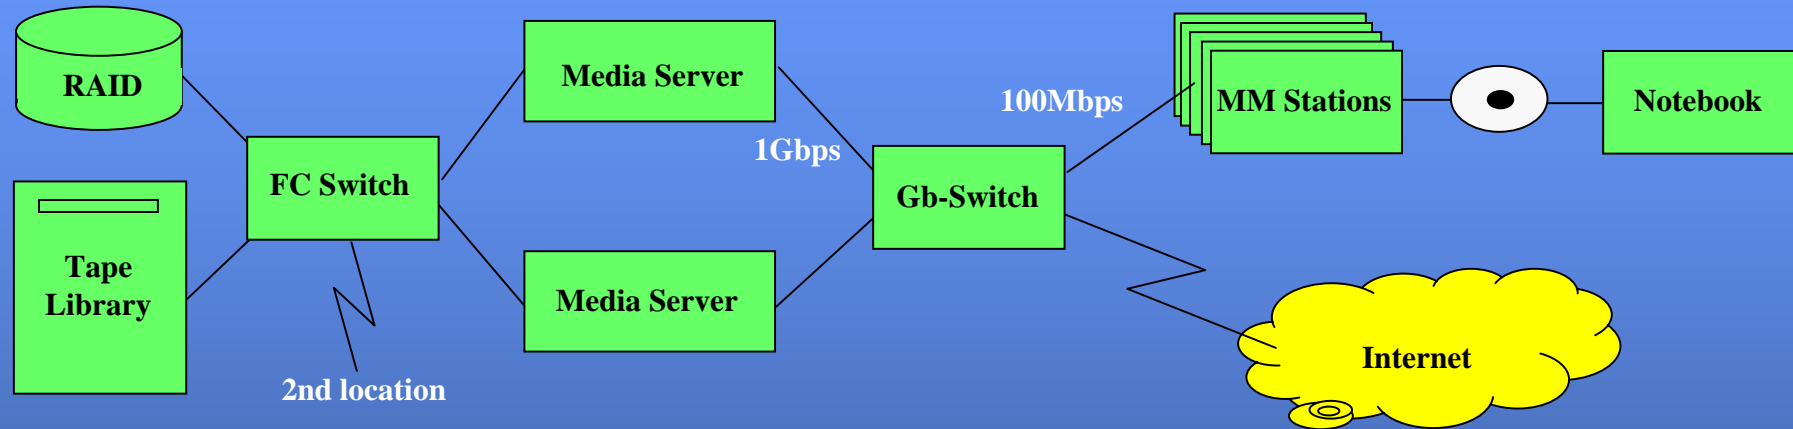 RAID
Tape
Library
FC Switch
2nd location
Media Server
Media Server
1Gbps
Gb-Switch
100Mbps
MM Stations
Notebook
Internet